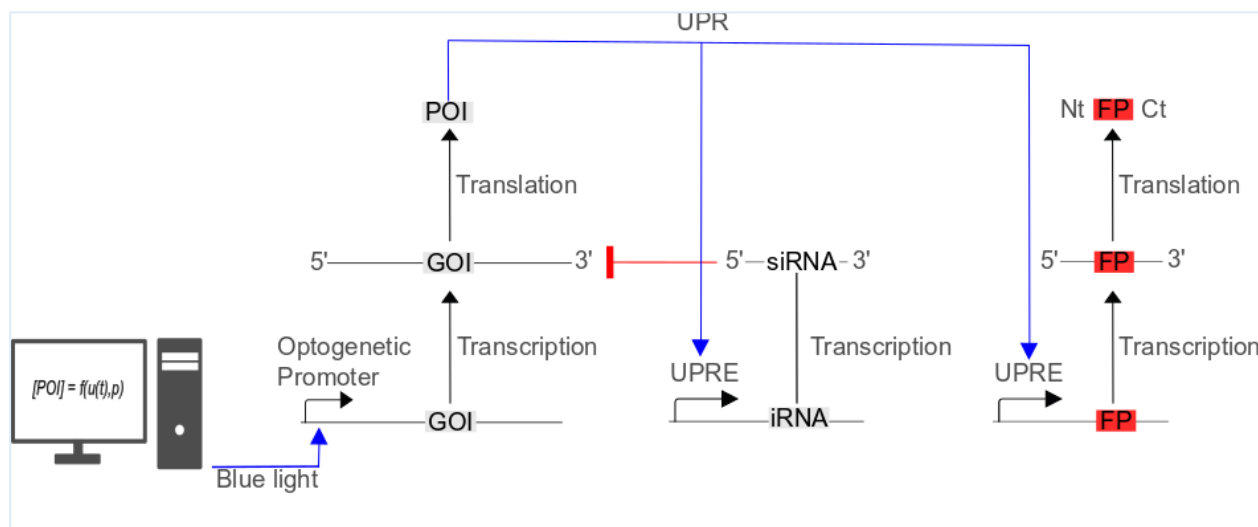 UPR
POI
Nt FP Ct
Translation
Translation
5' GOI 3'
5' siRNA 3'
5' FP 3'
Optogenetic
Promoter
Transcription
Transcription
Transcription
UPRE
UPRE
[POI] = f(u(t),p)
GOI
iRNA
FP
Blue light